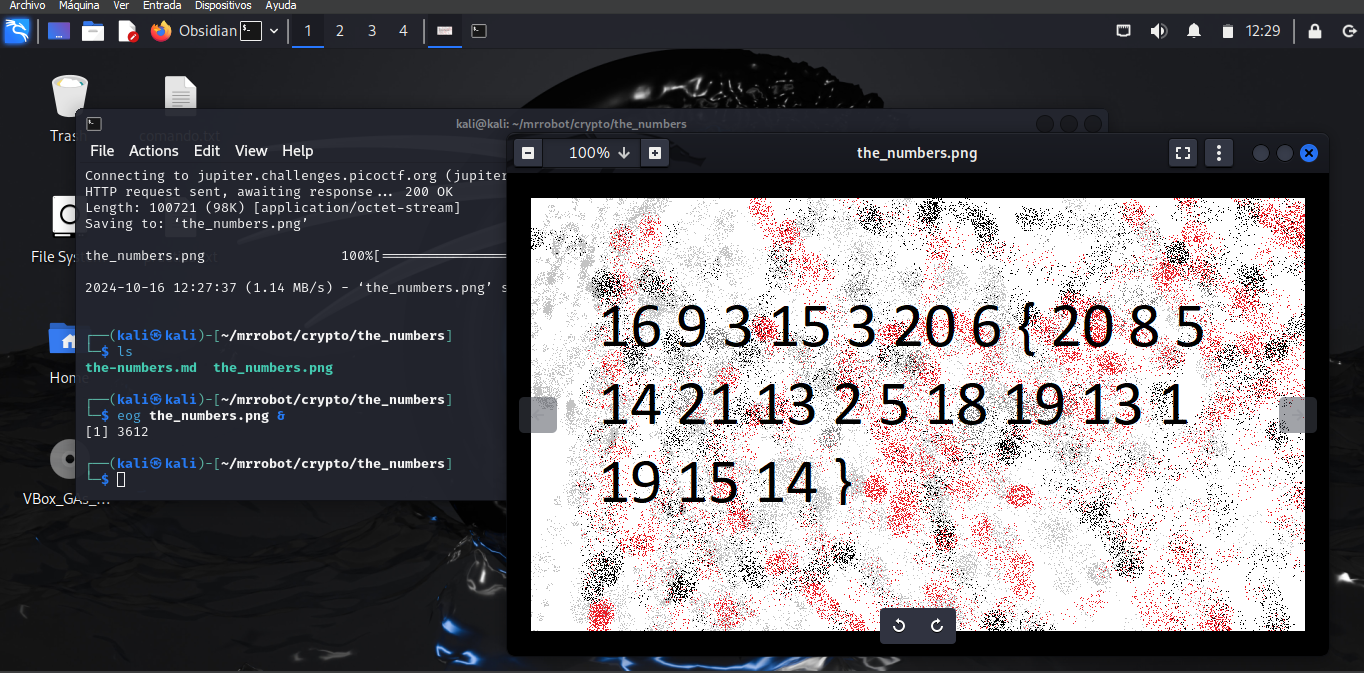 Archivo Máquina Ver Entrada Dispositivos Ayuda
Obsidian 1 2 3 4 12:29
Trash
comando.txt
kali@kali: ~/mrrobot/crypto/the_numbers
File Actions Edit View Help
Connecting to jupiter.challenges.picoctf.org (jupiter
HTTP request sent, awaiting response... 200 OK
Length: 100721 (98K) [application/octet-stream]
Saving to: ‘the_numbers.png’
the_numbers.png 100%[
2024-10-16 12:27:37 (1.14 MB/s) - ‘the_numbers.png’ s
(kali㉿kali)-[~/mrrobot/crypto/the_numbers]
$ ls
the-numbers.md the_numbers.png
(kali㉿kali)-[~/mrrobot/crypto/the_numbers]
$ eog the_numbers.png &
[1] 3612
(kali㉿kali)-[~/mrrobot/crypto/the_numbers]
$
File Sys
Home
VBox_GAs_...
100% the_numbers.png
16 9 3 15 3 20 6 { 20 8 5
14 21 13 2 5 18 19 13 1
19 15 14 }